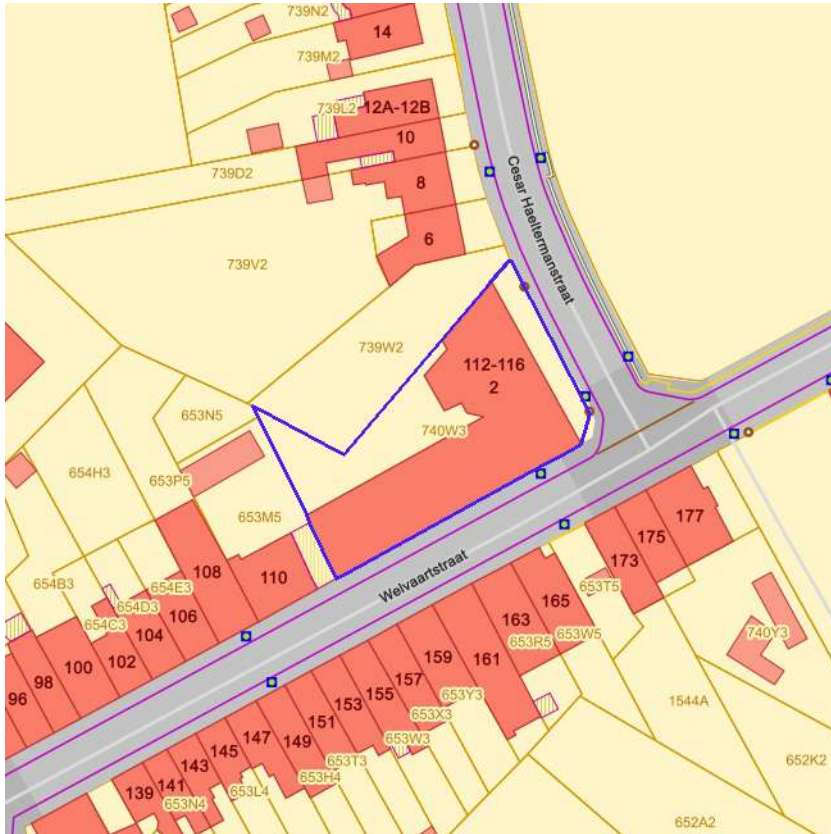 739N2
14
739M2
739L2
12A-12B
10
739D2
8
6
Cesar Haeltermanstraat
739V2
739W2
112-116
2
740W3
653N5
654H3
653P5
653M5
654B3
654E3
108
110
654D3
654C3
106
104
102
100
98
96
Welvaartstraat
173
175
177
653T5
165
163
653W5
653R5
161
159
157
155
153
151
149
147
145
143
141
139
653Y3
653X3
653W3
653T3
653H4
653L4
653N4
740Y3
1544A
652K2
652A2